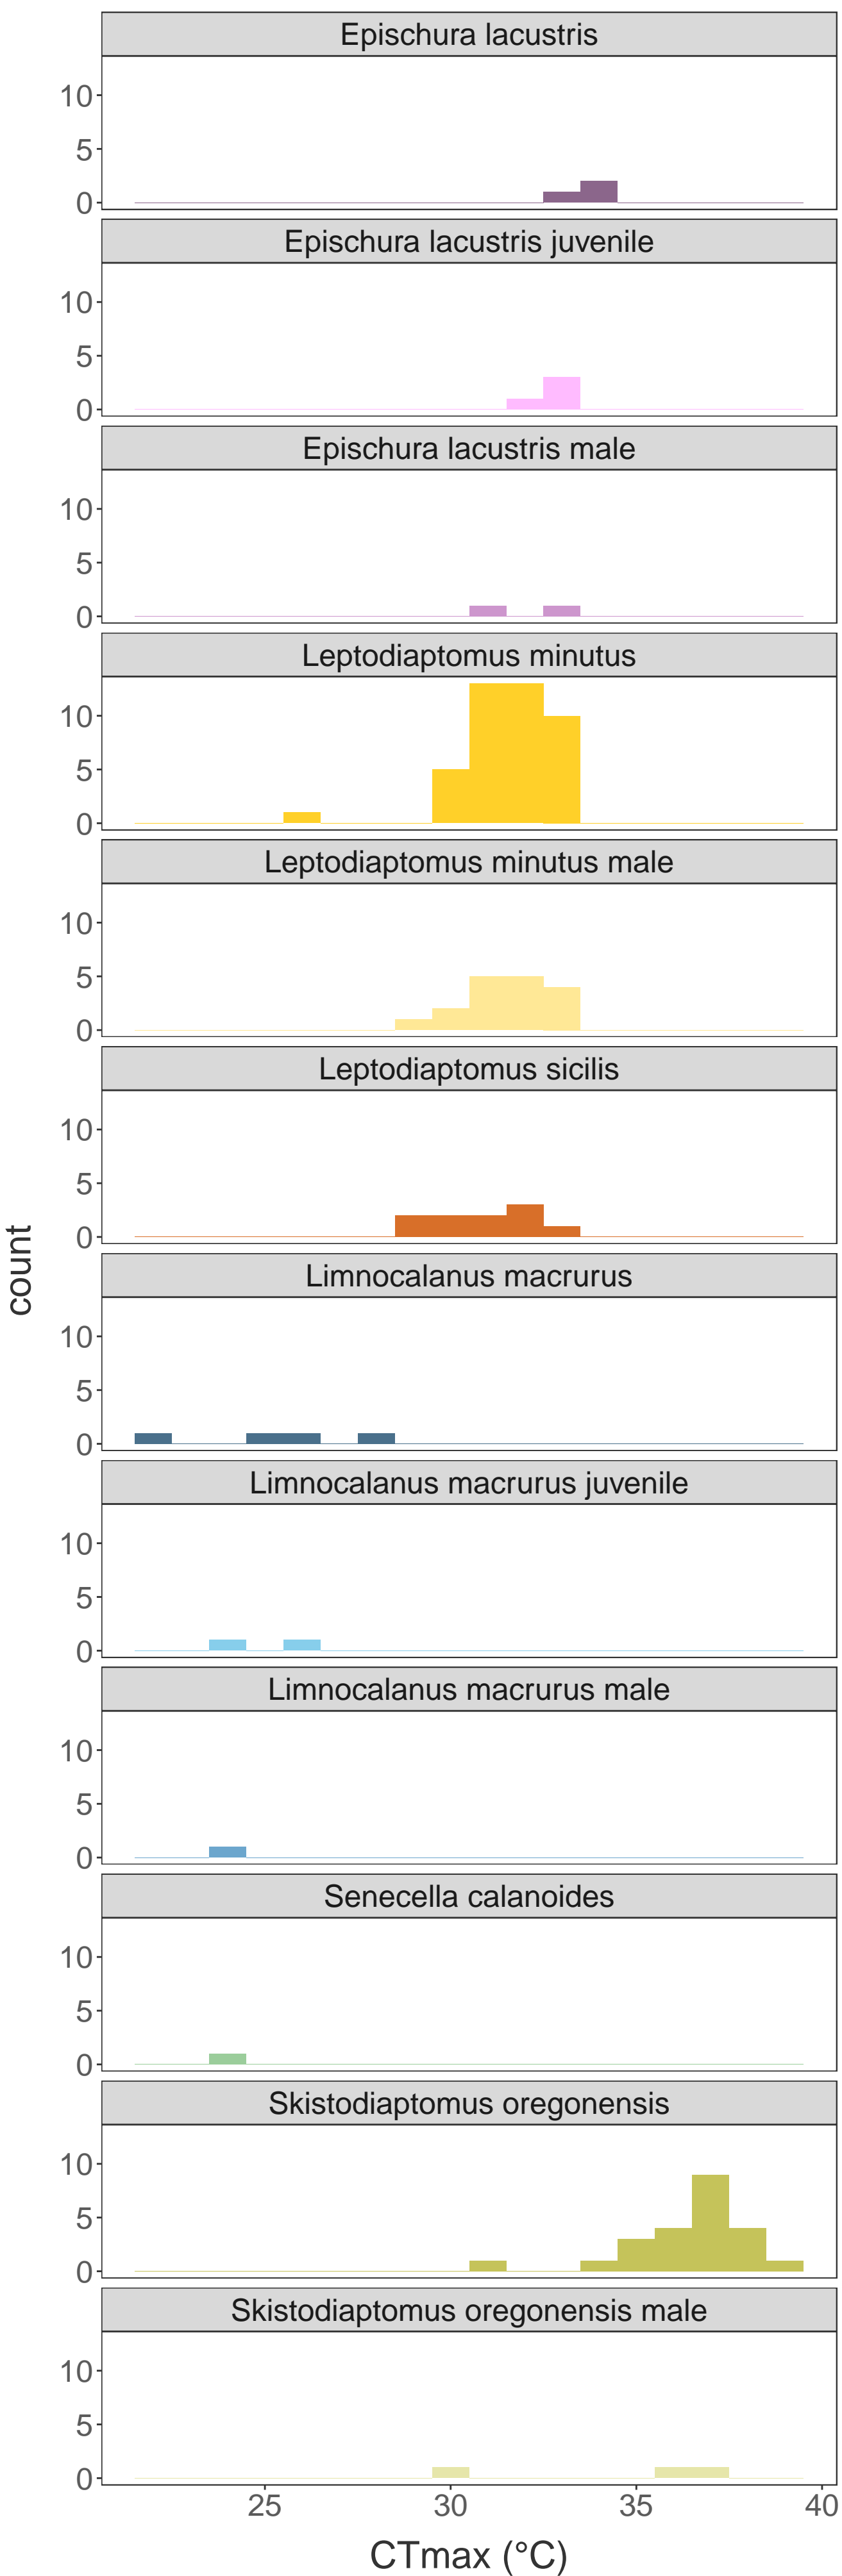 Epischura lacustris
10
5
0
Epischura lacustris juvenile
10
5
0
Epischura lacustris male
10
5
0
Leptodiaptomus minutus
10
5
0
Leptodiaptomus minutus male
10
5
0
Leptodiaptomus sicilis
10
5
0
count
Limnocalanus macrurus
10
5
0
Limnocalanus macrurus juvenile
10
5
0
Limnocalanus macrurus male
10
5
0
Senecella calanoides
10
5
0
Skistodiaptomus oregonensis
10
5
0
Skistodiaptomus oregonensis male
10
5
0
25 30 35 40
CTmax (°C)